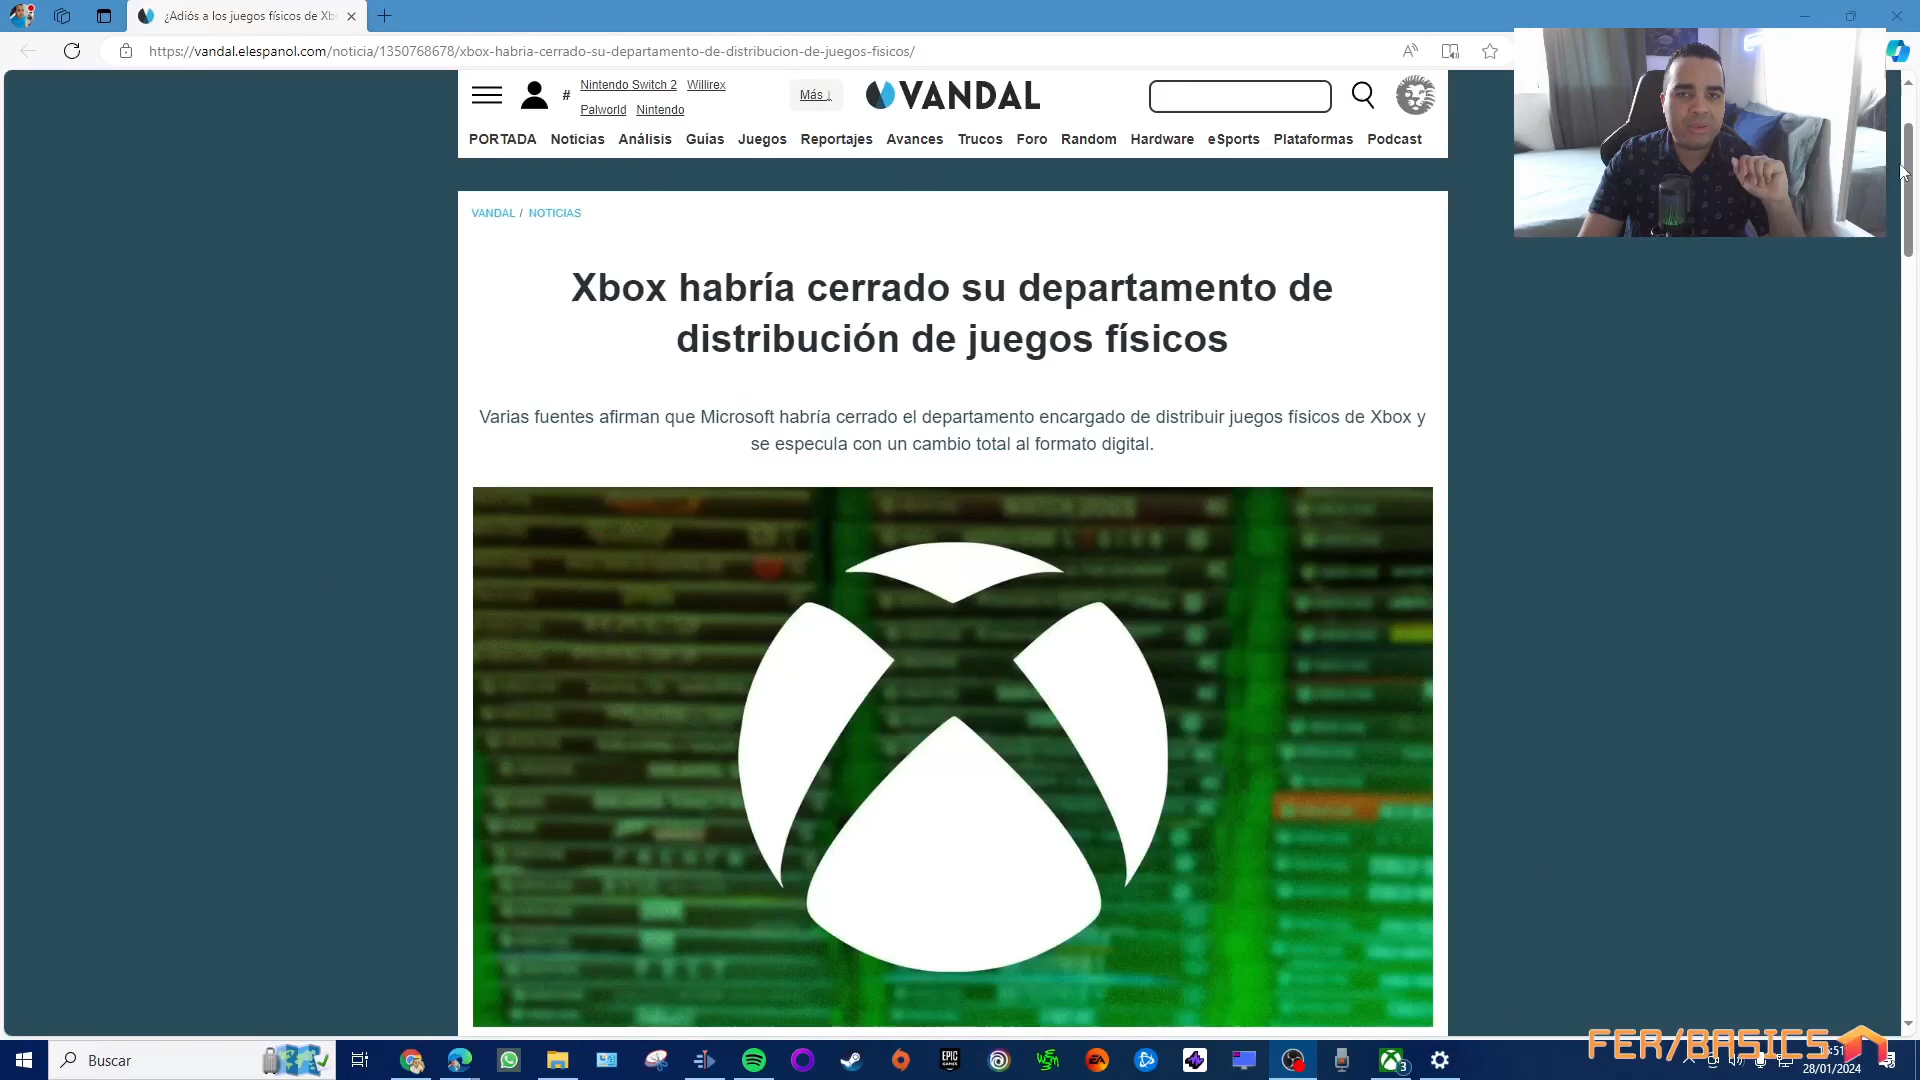 ¿Adiós a los juegos físicos de Xb
https://vandal.elespanol.com/noticia/1350768678/xbox-habria-cerrado-su-departamento-de-distribucion-de-juegos-fisicos/
# Nintendo Switch 2 Willirex
Palworld Nintendo
Más ↓
VANDAL
PORTADA Noticias Análisis Guías Juegos Reportajes Avances Trucos Foro Random Hardware eSports Plataformas Podcast
VANDAL / NOTICIAS
Xbox habría cerrado su departamento de
distribución de juegos físicos
Varias fuentes afirman que Microsoft habría cerrado el departamento encargado de distribuir juegos físicos de Xbox y
se especula con un cambio total al formato digital.
FER/BASICS
Buscar
EPIC GAMES
EA
3
28/01/2024